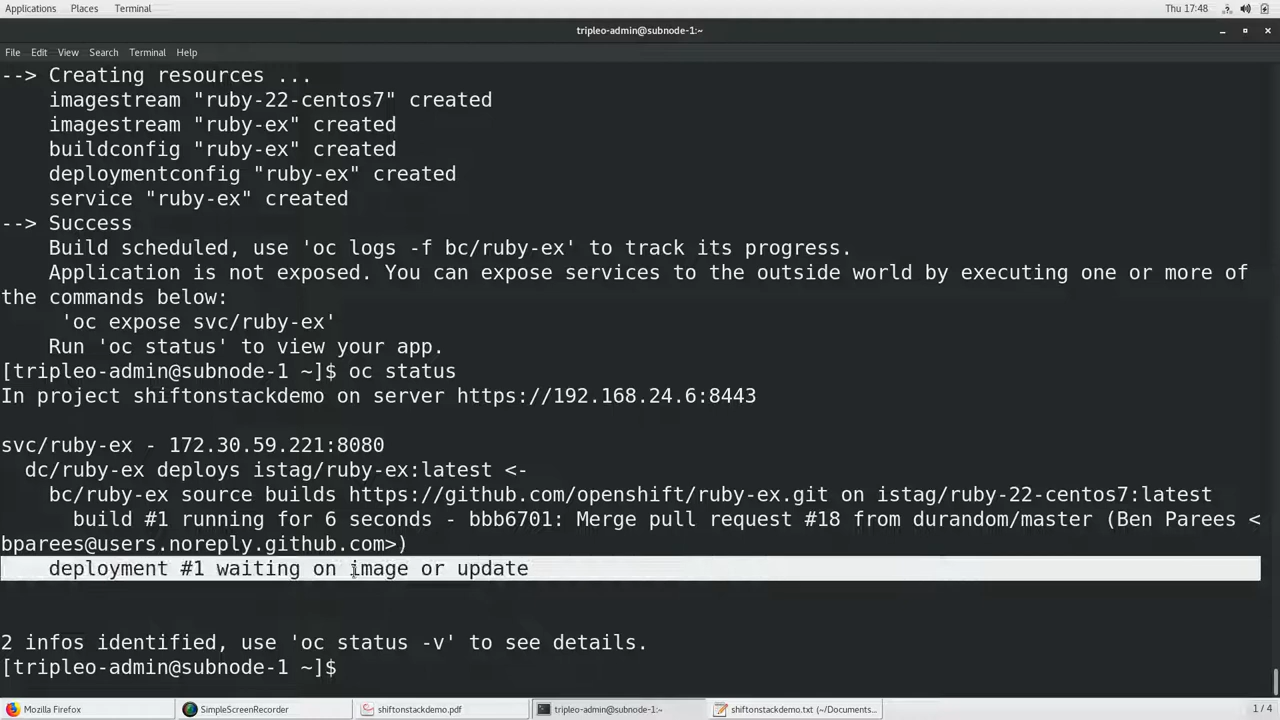 Applications Places Terminal Thu 17:48
tripleo-admin@subnode-1:~
File Edit View Search Terminal Help
--> Creating resources ...
imagestream "ruby-22-centos7" created
imagestream "ruby-ex" created
buildconfig "ruby-ex" created
deploymentconfig "ruby-ex" created
service "ruby-ex" created
--> Success
Build scheduled, use 'oc logs -f bc/ruby-ex' to track its progress.
Application is not exposed. You can expose services to the outside world by executing one or more of
the commands below:
'oc expose svc/ruby-ex'
Run 'oc status' to view your app.
[tripleo-admin@subnode-1 ~]$ oc status
In project shiftonstackdemo on server https://192.168.24.6:8443
svc/ruby-ex - 172.30.59.221:8080
dc/ruby-ex deploys istag/ruby-ex:latest <-
bc/ruby-ex source builds https://github.com/openshift/ruby-ex.git on istag/ruby-22-centos7:latest
build #1 running for 6 seconds - bbb6701: Merge pull request #18 from durandom/master (Ben Parees <
bparees@users.noreply.github.com>)
deployment #1 waiting on image or update
2 infos identified, use 'oc status -v' to see details.
[tripleo-admin@subnode-1 ~]$
Mozilla Firefox SimpleScreenRecorder shiftonstackdemo.pdf tripleo-admin@subnode-1:~ shiftonstackdemo.txt (~/Documents... 1 / 4